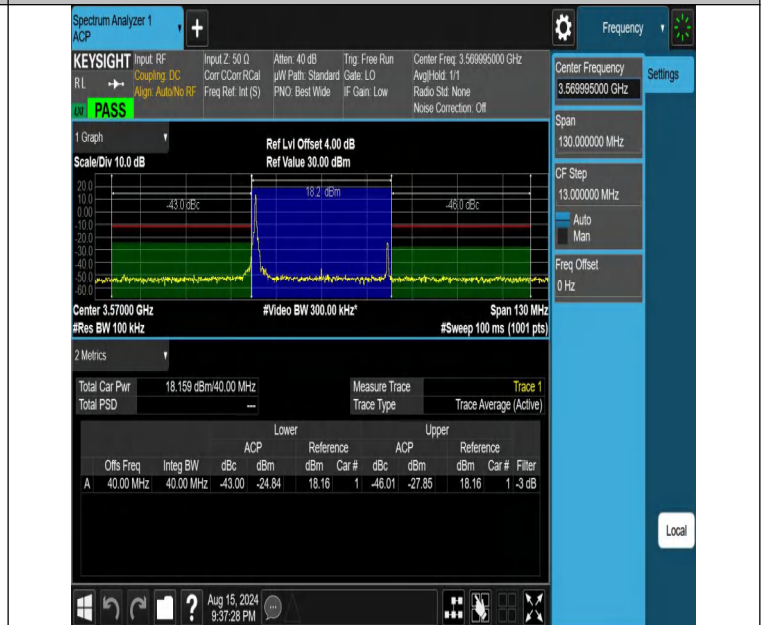 Spectrum Analyzer 1
ACP
+
Frequency
KEYSIGHT
RL
PASS
Input: RF
Coupling: DC
Align: Auto/No RF
Input Z: 50 Ω
Corr CCorr RCal
Freq Ref: Int (S)
Atten: 40 dB
µW Path: Standard
PNO: Best Wide
Trig: Free Run
Gate: LO
IF Gain: Low
Center Freq: 3.569995000 GHz
Avg|Hold: 1/1
Radio Std: None
Noise Correction: Off
Center Frequency
3.569995000 GHz
Settings
Span
130.000000 MHz
CF Step
13.000000 MHz
Auto
Man
Freq Offset
0 Hz
1 Graph
Scale/Div 10.0 dB
Ref Lvl Offset 4.00 dB
Ref Value 30.00 dBm
20.0
10.0
0.00
-10.0
-20.0
-30.0
-40.0
-50.0
-60.0
-43.0 dBc
18.2 dBm
-46.0 dBc
Center 3.57000 GHz
#Video BW 300.00 kHz*
Span 130 MHz
#Res BW 100 kHz
#Sweep 100 ms (1001 pts)
2 Metrics
Total Car Pwr 18.159 dBm/40.00 MHz
Measure Trace Trace 1
Total PSD ---
Trace Type Trace Average (Active)
Lower Upper
ACP Reference ACP Reference
Offs Freq Integ BW dBc dBm dBm Car # dBc dBm dBm Car # Filter
A 40.00 MHz 40.00 MHz -43.00 -24.84 18.16 1 -46.01 -27.85 18.16 1 -3 dB
Local
?
Aug 15, 2024
9:37:28 PM